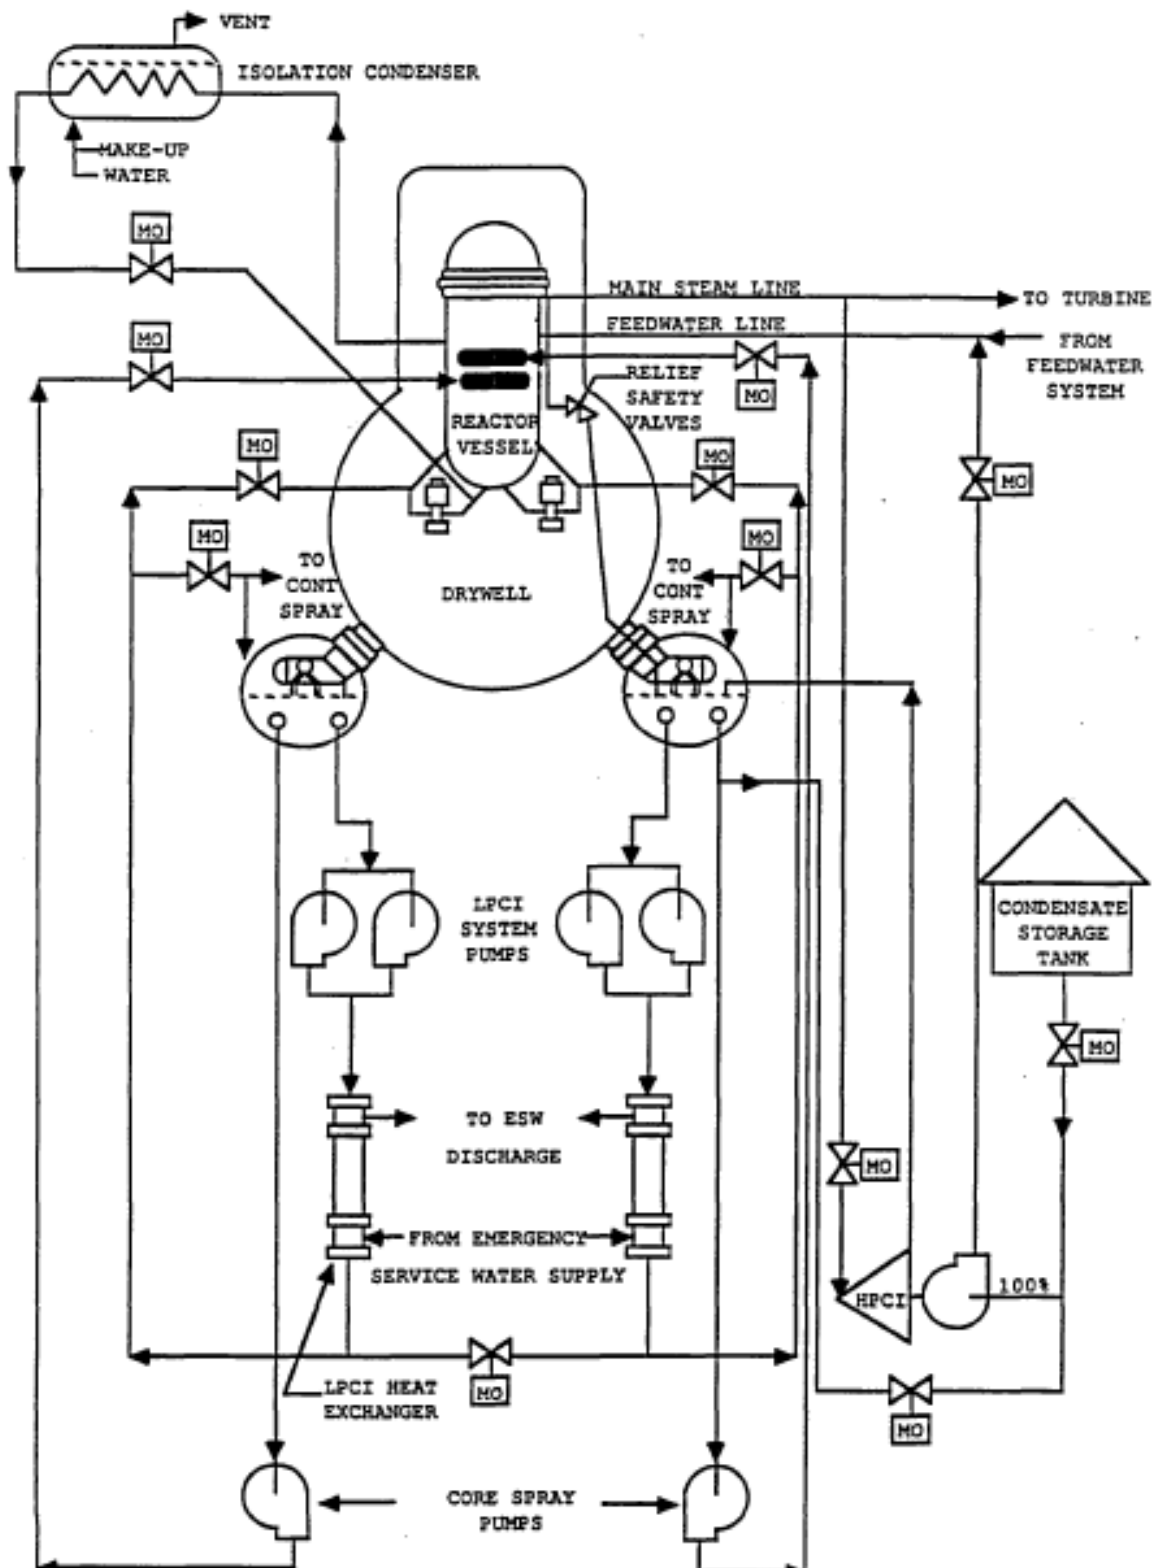 VENT
ISOLATION CONDENSER
MAKE-UP
WATER
MO
MAIN STEAM LINE
TO TURBINE
FEEDWATER LINE
MO
MO
FROM
FEEDWATER
SYSTEM
RELIEF
SAFETY
VALVES
MO
REACTOR
VESSEL
MO
MO
MO
MO
MO
TO
CONT
SPRAY
DRYWELL
TO
CONT
SPRAY
LPCI
SYSTEM
PUMPS
CONDENSATE
STORAGE
TANK
MO
TO ESW
DISCHARGE
MO
FROM EMERGENCY
SERVICE WATER SUPPLY
HPCI
100%
MO
LPCI HEAT
EXCHANGER
MO
CORE SPRAY
PUMPS